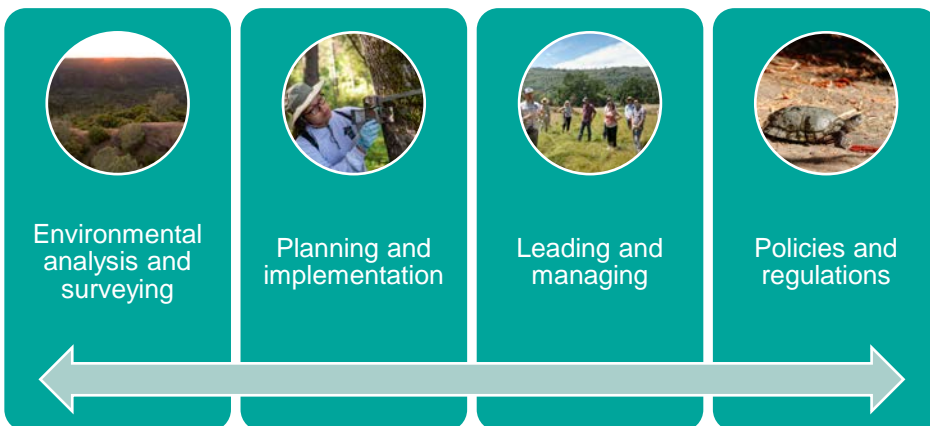 Environmental
analysis and
surveying
Planning and
implementation
Leading and
managing
Policies and
regulations